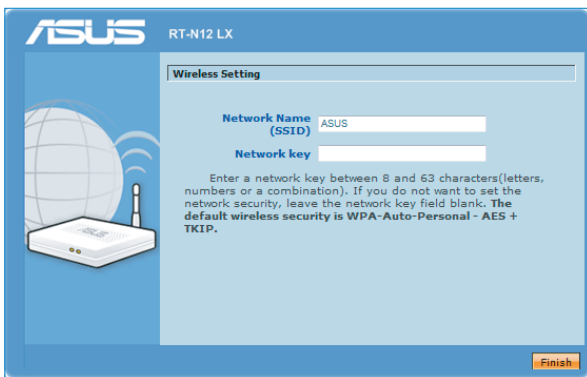 ASUS RT-N12 LX
Wireless Setting
Network Name (SSID) ASUS
Network key
Enter a network key between 8 and 63 characters(letters,
numbers or a combination). If you do not want to set the
network security, leave the network key field blank. The
default wireless security is WPA-Auto-Personal - AES +
TKIP.
ASUS
Finish